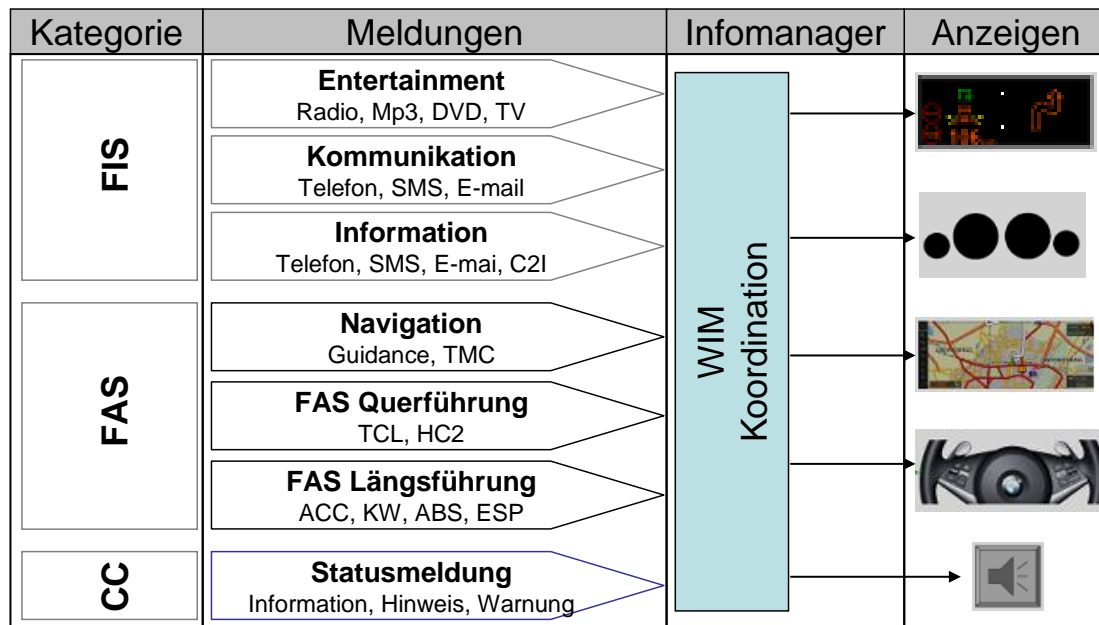 Kategorie Meldungen Infomanager Anzeigen
FIS
Entertainment
Radio, Mp3, DVD, TV
Kommunikation
Telefon, SMS, E-mail
Information
Telefon, SMS, E-mai, C2I
FAS
Navigation
Guidance, TMC
FAS Querführung
TCL, HC2
FAS Längsführung
ACC, KW, ABS, ESP
CC
Statusmeldung
Information, Hinweis, Warnung
WIM
Koordination